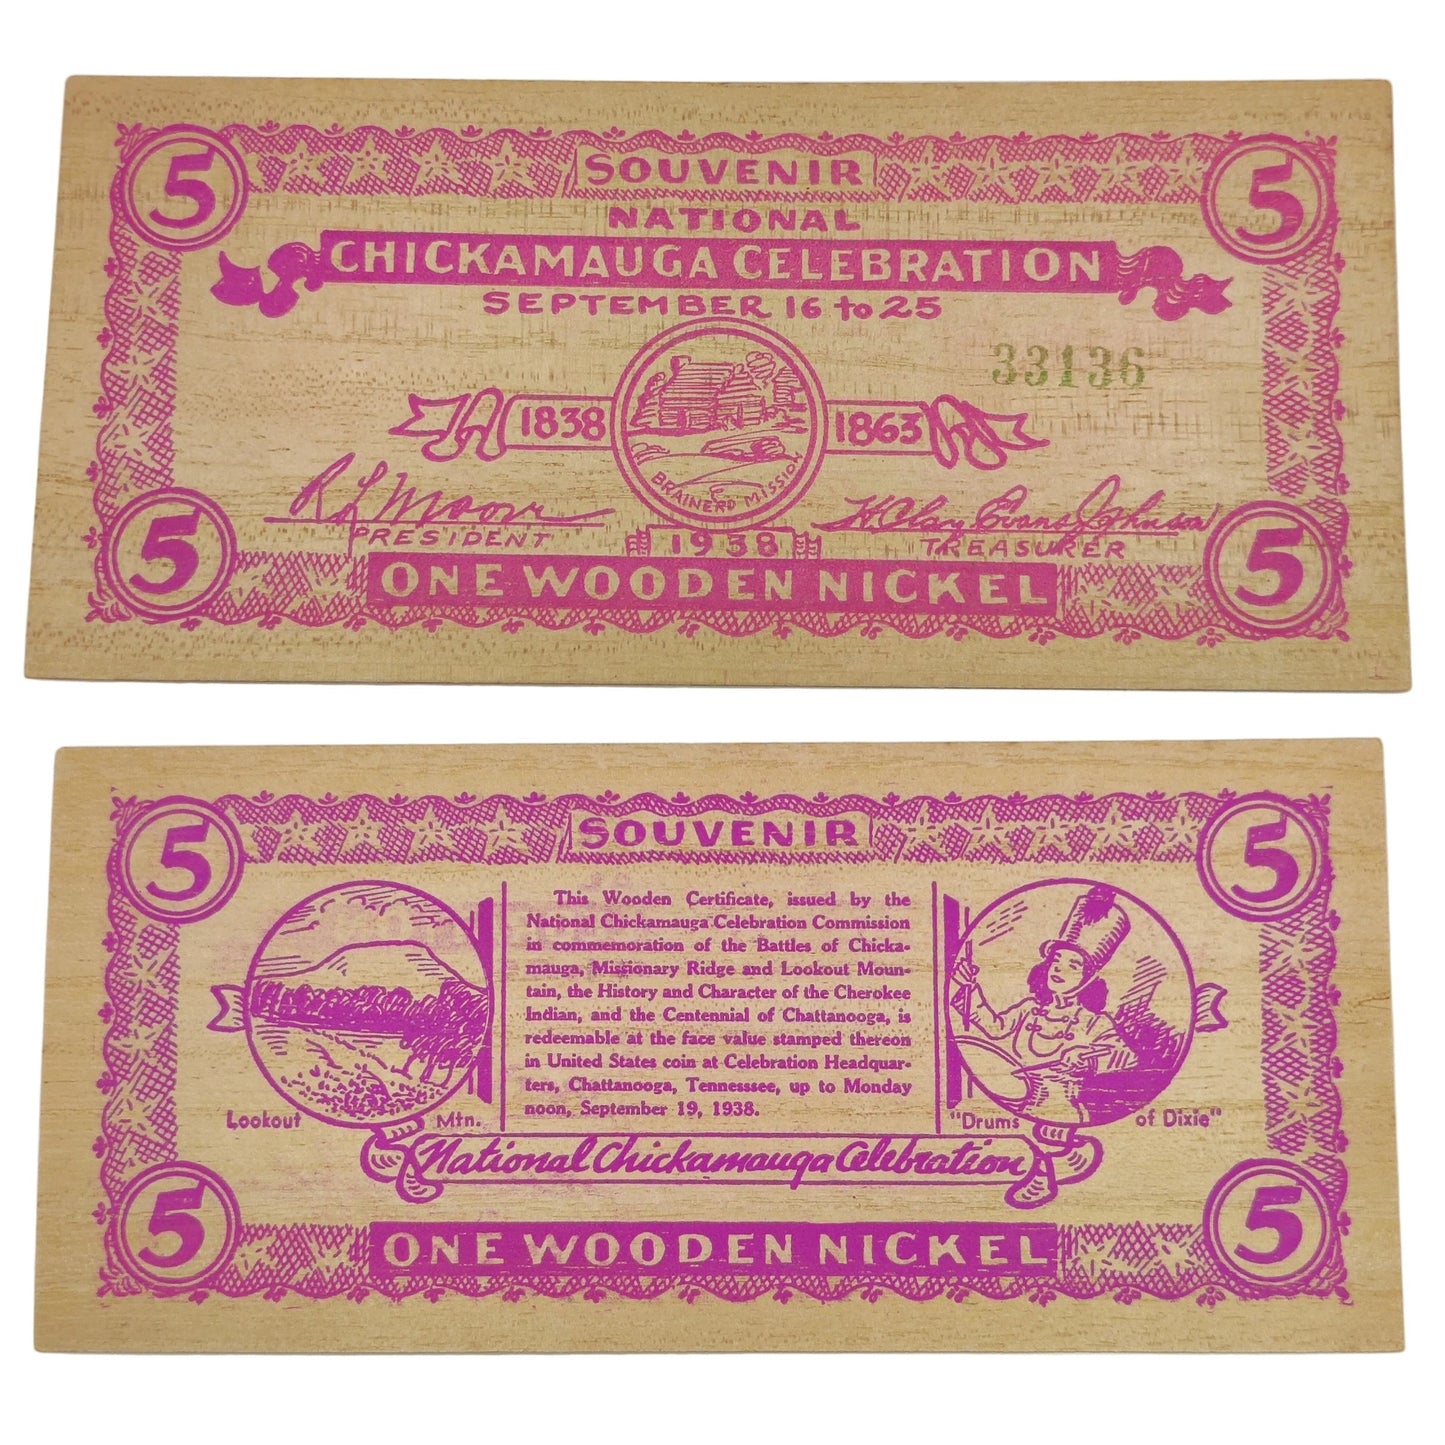 5 SOUVENIR 5
NATIONAL
CHICKAMAUGA CELEBRATION
SEPTEMBER 16 to 25
33136
1838 1863
BRAINERD MISSION
R L Moore H Clay Evans Johnson
PRESIDENT 1938 TREASURER
5 ONE WOODEN NICKEL 5
5 SOUVENIR 5
This Wooden Certificate, issued by the
National Chickamauga Celebration Commission
in commemoration of the Battles of Chicka-
mauga, Missionary Ridge and Lookout Moun-
tain, the History and Character of the Cherokee
Indian, and the Centennial of Chattanooga, is
redeemable at the face value stamped thereon
in United States coin at Celebration Headquar-
ters, Chattanooga, Tennesssee, up to Monday
noon, September 19, 1938.
Lookout Mtn. "Drums of Dixie"
National Chickamauga Celebration
5 ONE WOODEN NICKEL 5